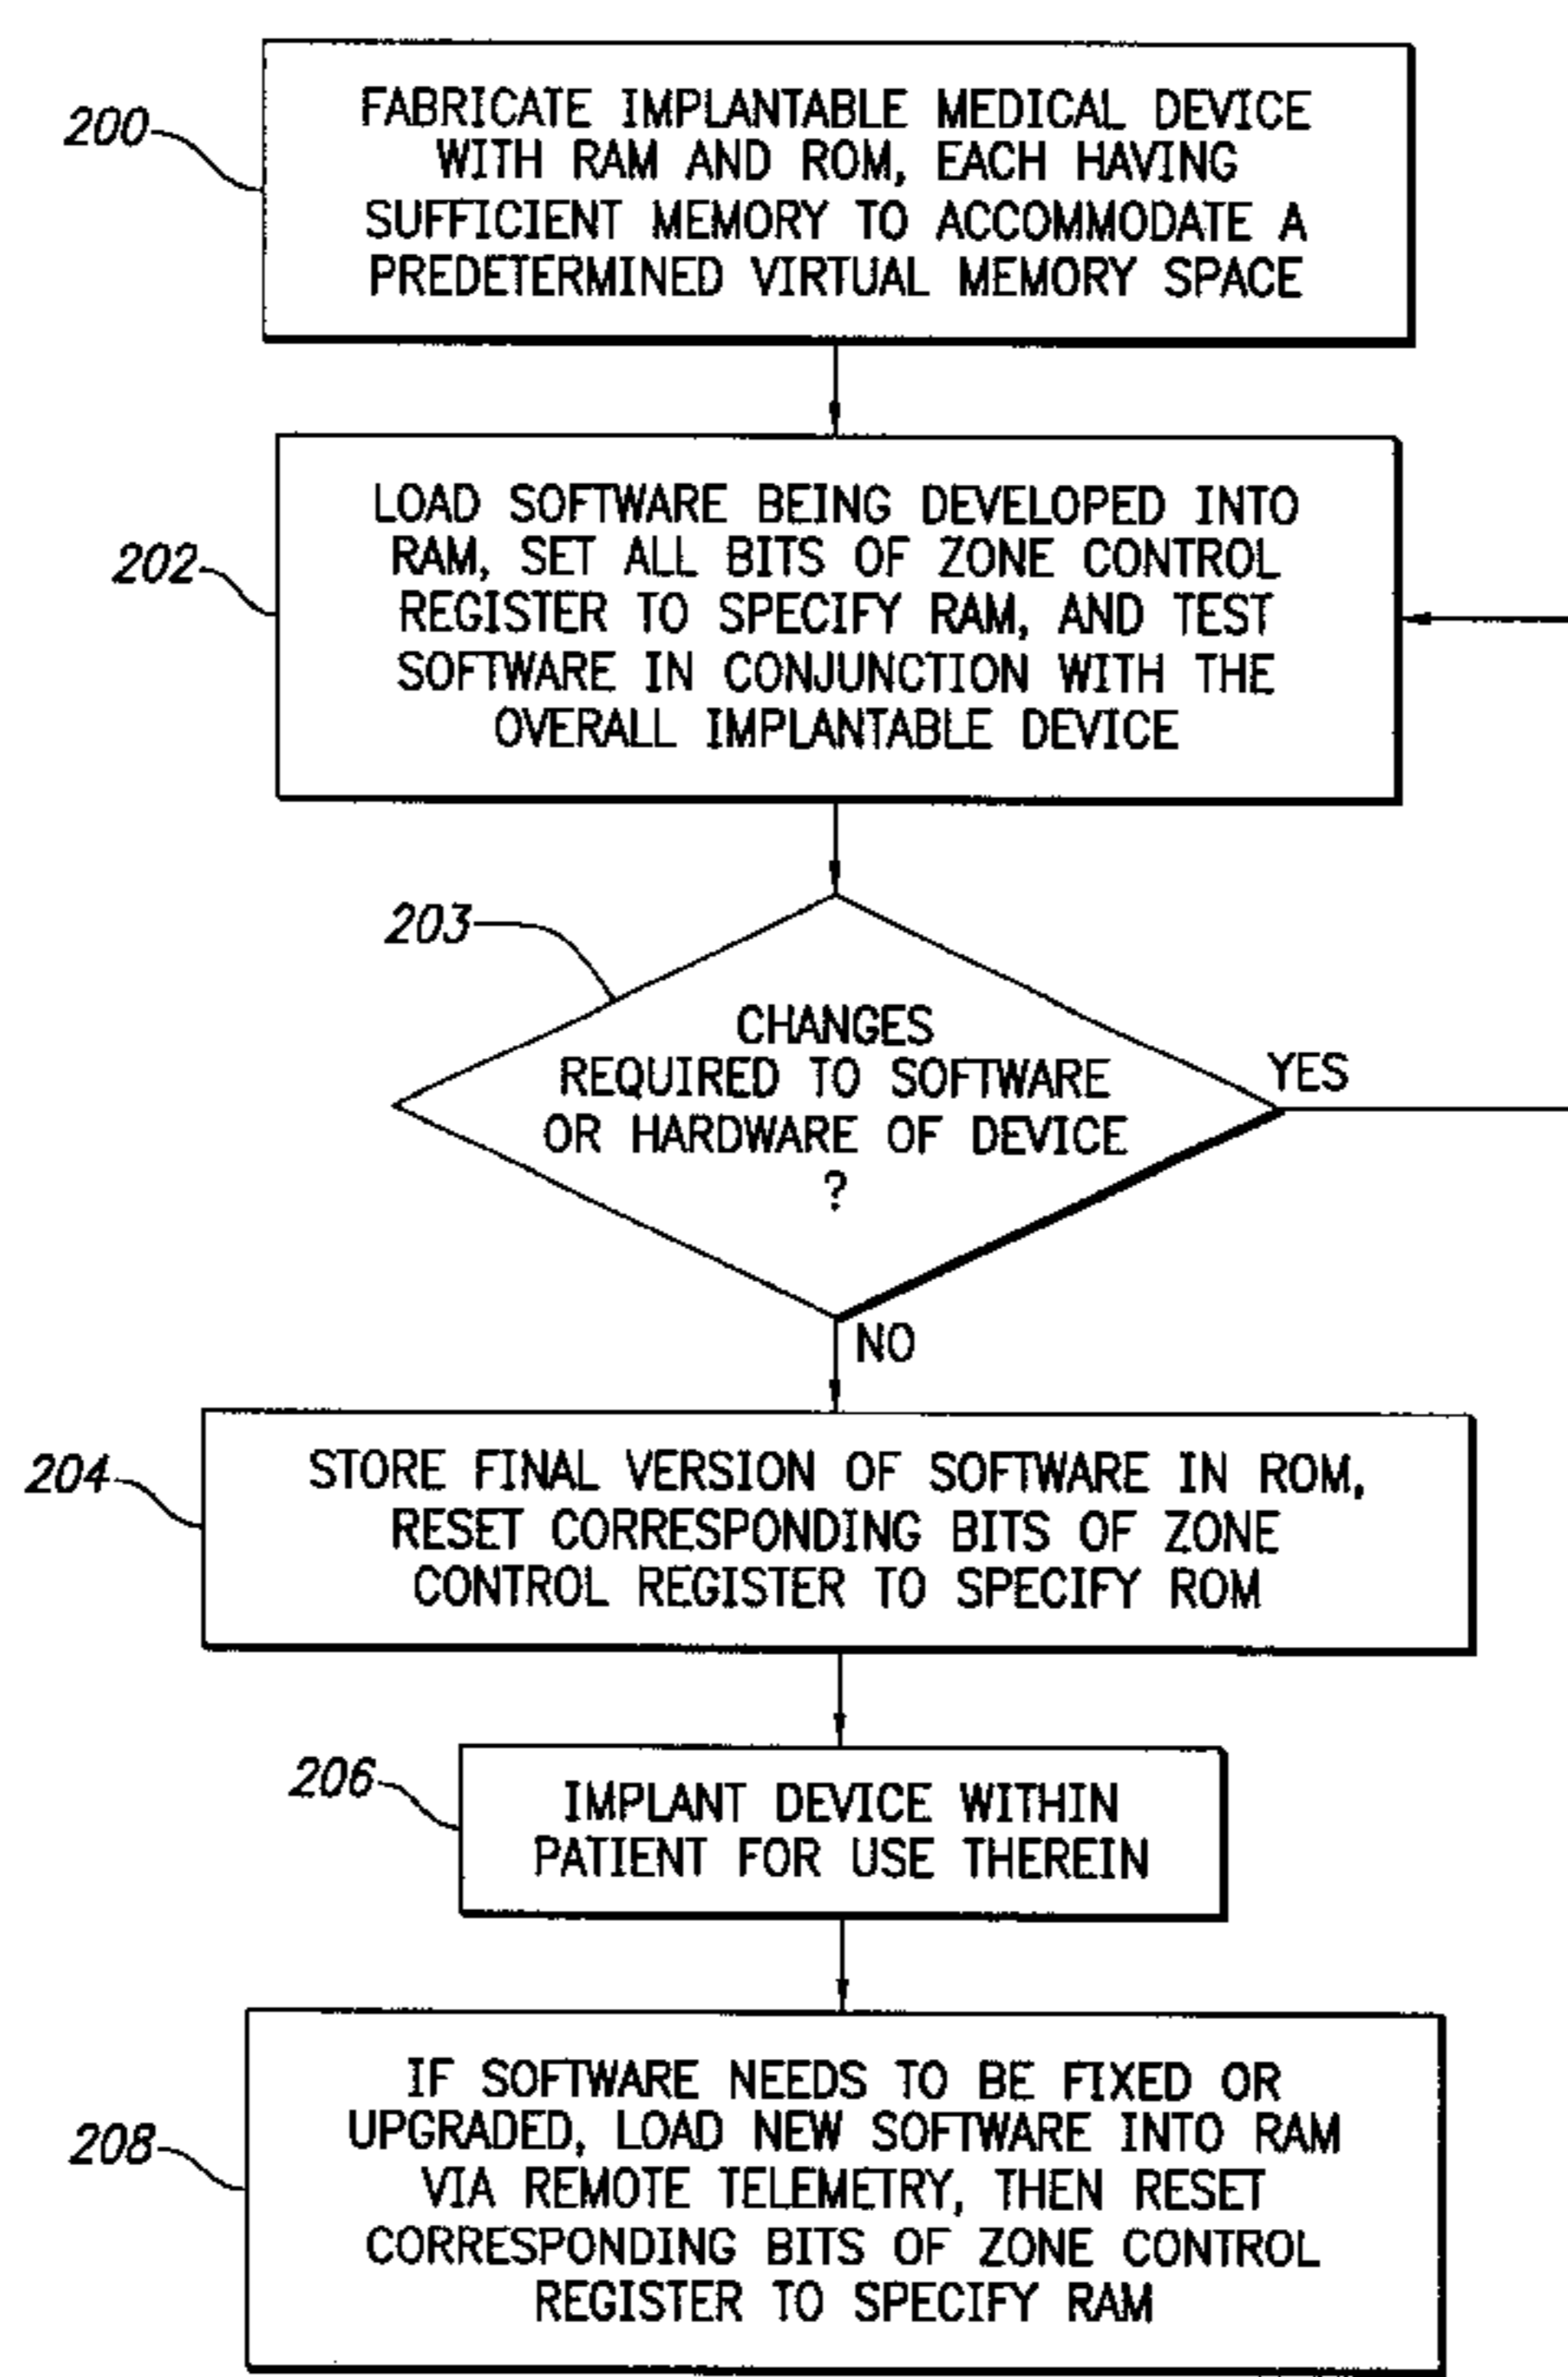 200
FABRICATE IMPLANTABLE MEDICAL DEVICE
WITH RAM AND ROM, EACH HAVING
SUFFICIENT MEMORY TO ACCOMMODATE A
PREDETERMINED VIRTUAL MEMORY SPACE
202
LOAD SOFTWARE BEING DEVELOPED INTO
RAM, SET ALL BITS OF ZONE CONTROL
REGISTER TO SPECIFY RAM, AND TEST
SOFTWARE IN CONJUNCTION WITH THE
OVERALL IMPLANTABLE DEVICE
203
CHANGES
REQUIRED TO SOFTWARE
OR HARDWARE OF DEVICE
?
YES
NO
204
STORE FINAL VERSION OF SOFTWARE IN ROM,
RESET CORRESPONDING BITS OF ZONE
CONTROL REGISTER TO SPECIFY ROM
206
IMPLANT DEVICE WITHIN
PATIENT FOR USE THEREIN
208
IF SOFTWARE NEEDS TO BE FIXED OR
UPGRADED, LOAD NEW SOFTWARE INTO RAM
VIA REMOTE TELEMETRY, THEN RESET
CORRESPONDING BITS OF ZONE CONTROL
REGISTER TO SPECIFY RAM